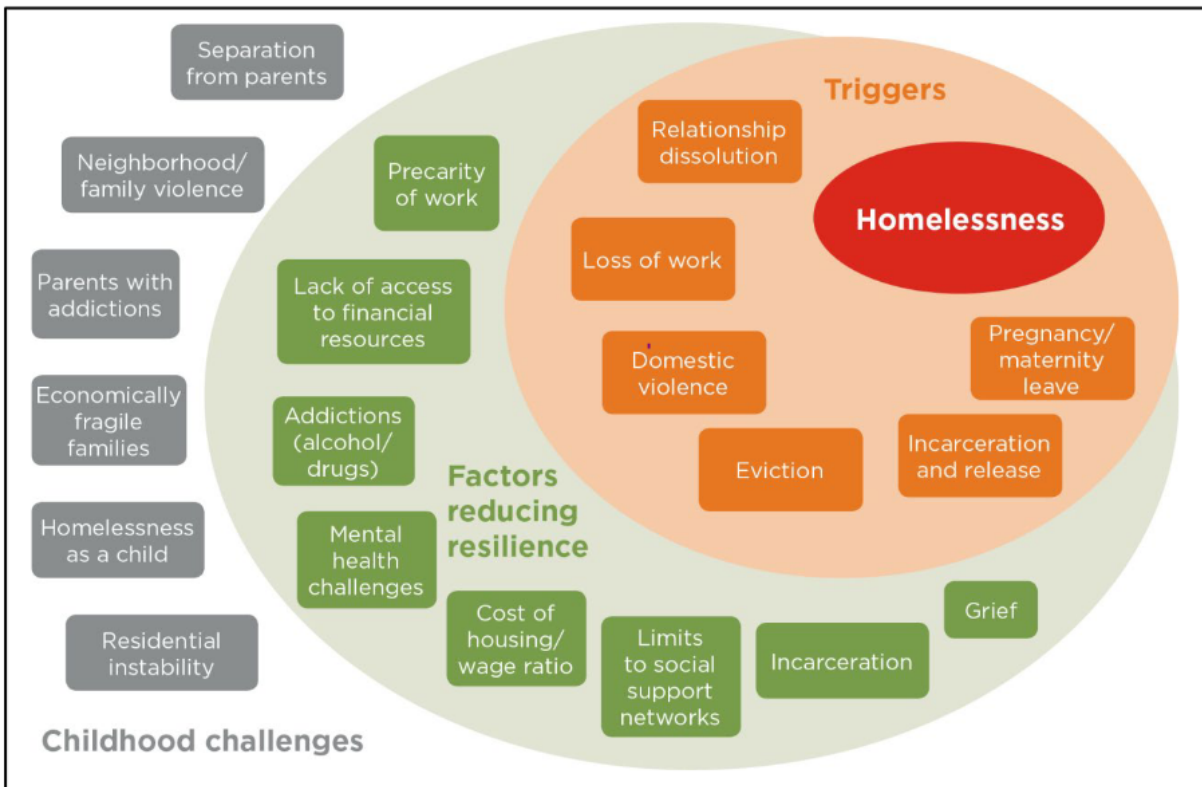 Separation
from parents
Neighborhood/
family violence
Parents with
addictions
Economically
fragile
families
Homelessness
as a child
Residential
instability
Childhood challenges
Precarity
of work
Lack of access
to financial
resources
Addictions
(alcohol/
drugs)
Mental
health
challenges
Factors
reducing
resilience
Cost of
housing/
wage ratio
Limits
to social
support
networks
Incarceration
Grief
Triggers
Relationship
dissolution
Loss of work
Domestic
violence
Eviction
Incarceration
and release
Pregnancy/
maternity
leave
Homelessness